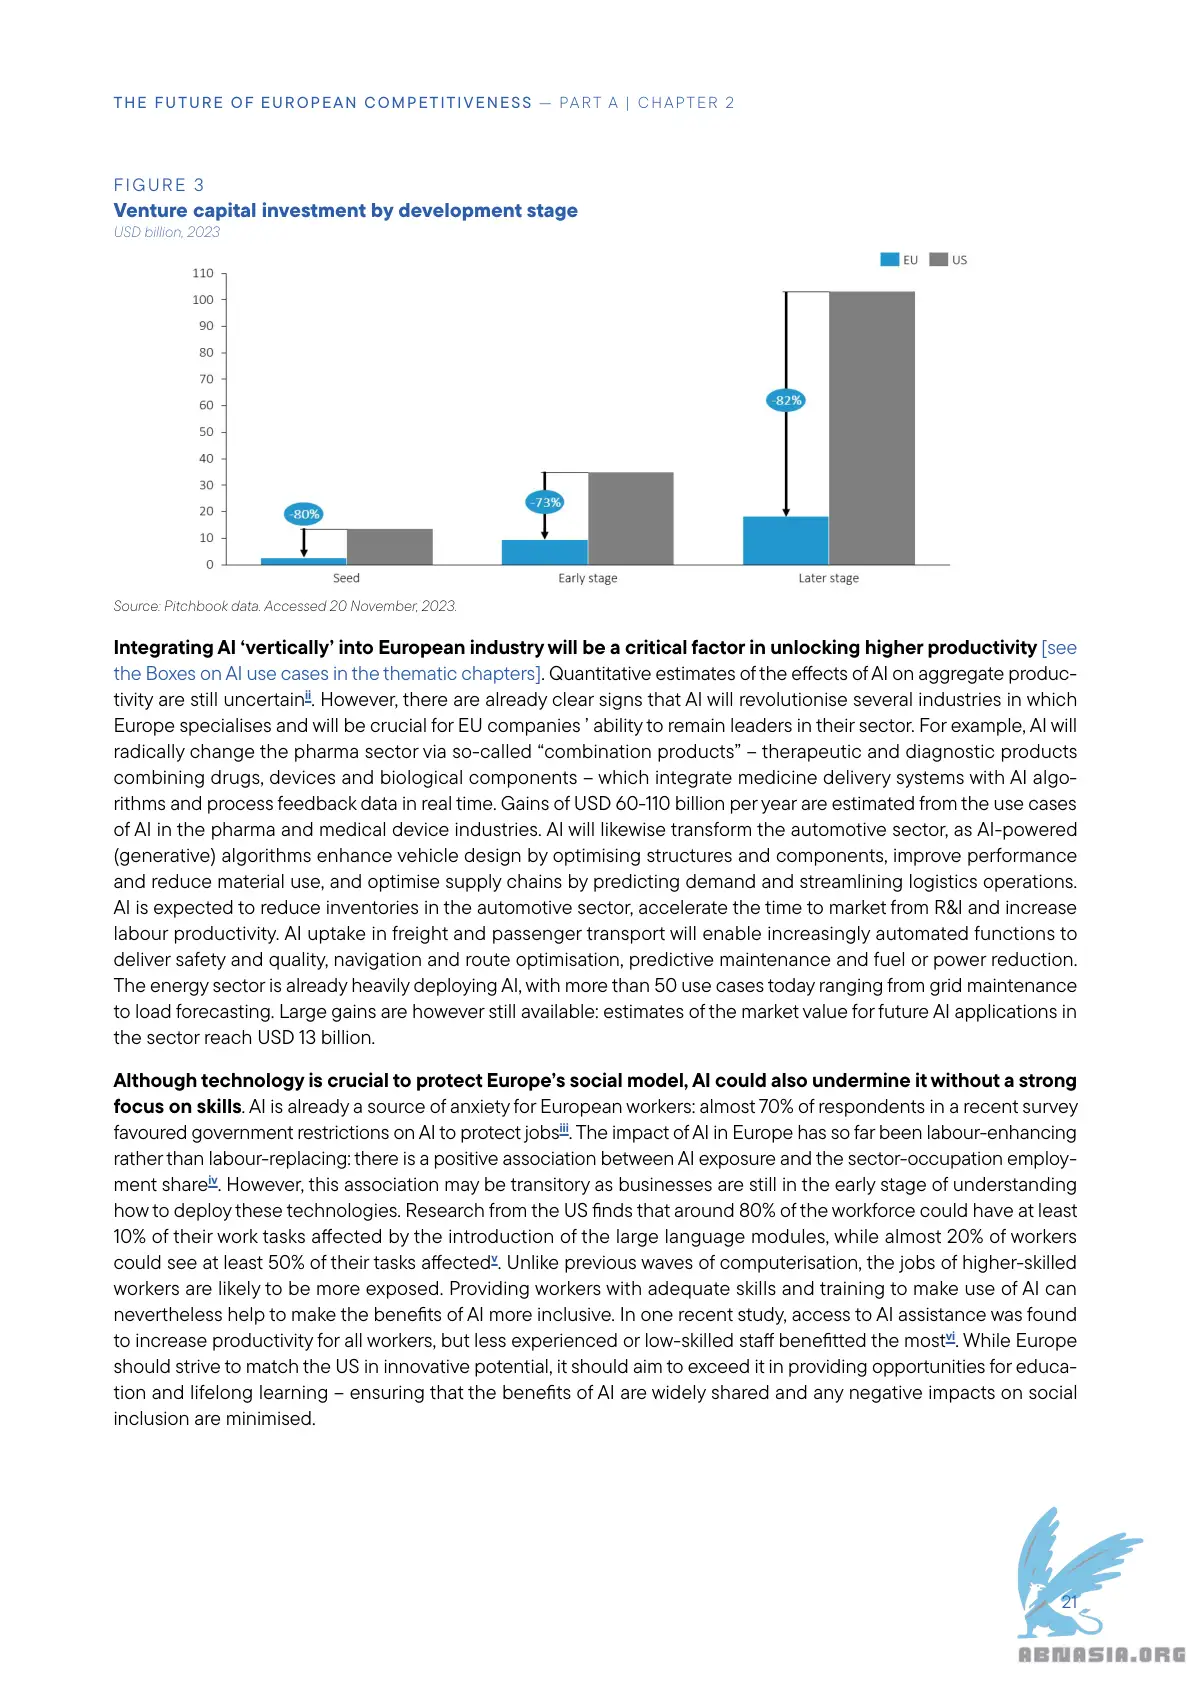 THE FUTURE OF EUROPEAN COMPETITIVENESS — PART A | CHAPTER 2
FIGURE 3
Venture capital investment by development stage
USD billion, 2023
EU US
110
100
90
80
70
60
50
40
30
20
10
0
-80%
-73%
-82%
Seed Early stage Later stage
Source: Pitchbook data. Accessed 20 November, 2023.
Integrating AI ‘vertically’ into European industry will be a critical factor in unlocking higher productivity [see
the Boxes on AI use cases in the thematic chapters]. Quantitative estimates of the effects of AI on aggregate produc-
tivity are still uncertainii. However, there are already clear signs that AI will revolutionise several industries in which
Europe specialises and will be crucial for EU companies ’ ability to remain leaders in their sector. For example, AI will
radically change the pharma sector via so-called “combination products” – therapeutic and diagnostic products
combining drugs, devices and biological components – which integrate medicine delivery systems with AI algo-
rithms and process feedback data in real time. Gains of USD 60-110 billion per year are estimated from the use cases
of AI in the pharma and medical device industries. AI will likewise transform the automotive sector, as AI-powered
(generative) algorithms enhance vehicle design by optimising structures and components, improve performance
and reduce material use, and optimise supply chains by predicting demand and streamlining logistics operations.
AI is expected to reduce inventories in the automotive sector, accelerate the time to market from R&I and increase
labour productivity. AI uptake in freight and passenger transport will enable increasingly automated functions to
deliver safety and quality, navigation and route optimisation, predictive maintenance and fuel or power reduction.
The energy sector is already heavily deploying AI, with more than 50 use cases today ranging from grid maintenance
to load forecasting. Large gains are however still available: estimates of the market value for future AI applications in
the sector reach USD 13 billion.
Although technology is crucial to protect Europe’s social model, AI could also undermine it without a strong
focus on skills. AI is already a source of anxiety for European workers: almost 70% of respondents in a recent survey
favoured government restrictions on AI to protect jobsiii. The impact of AI in Europe has so far been labour-enhancing
rather than labour-replacing: there is a positive association between AI exposure and the sector-occupation employ-
ment shareiv. However, this association may be transitory as businesses are still in the early stage of understanding
how to deploy these technologies. Research from the US finds that around 80% of the workforce could have at least
10% of their work tasks affected by the introduction of the large language modules, while almost 20% of workers
could see at least 50% of their tasks affectedv. Unlike previous waves of computerisation, the jobs of higher-skilled
workers are likely to be more exposed. Providing workers with adequate skills and training to make use of AI can
nevertheless help to make the benefits of AI more inclusive. In one recent study, access to AI assistance was found
to increase productivity for all workers, but less experienced or low-skilled staff benefitted the mostvi. While Europe
should strive to match the US in innovative potential, it should aim to exceed it in providing opportunities for educa-
tion and lifelong learning – ensuring that the benefits of AI are widely shared and any negative impacts on social
inclusion are minimised.
21
ABNASIA.ORG